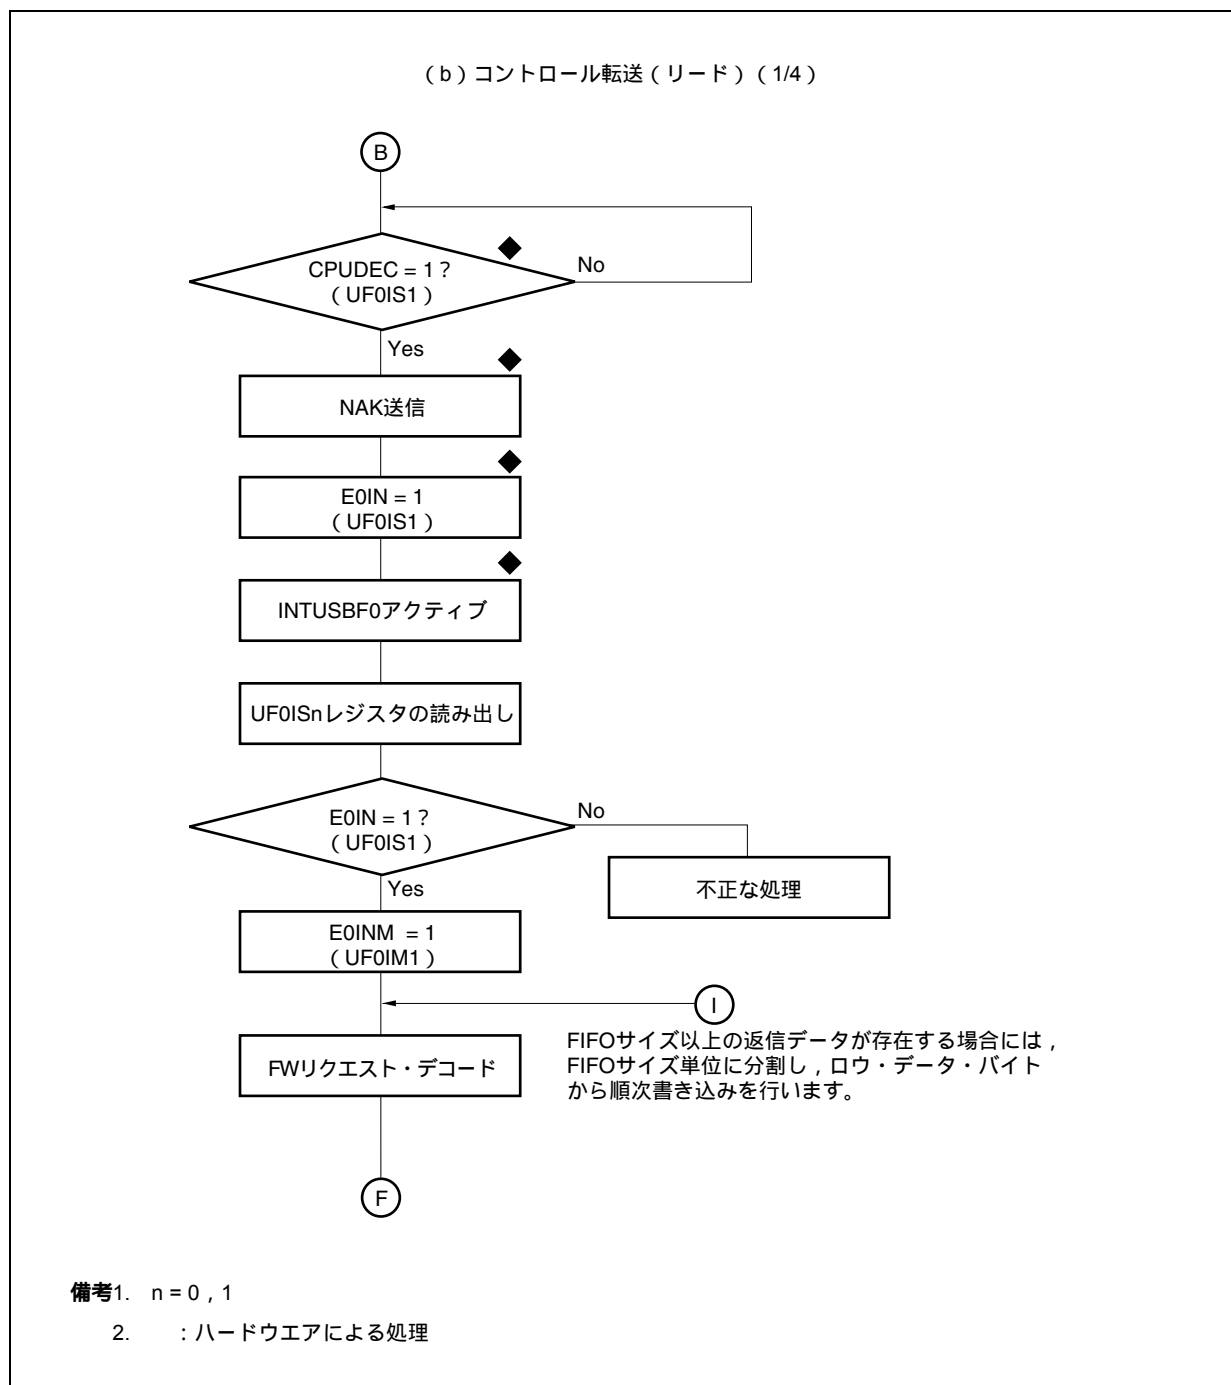 （b）コントロール転送（リード）（1/4）
B
CPUDEC = 1？
（UF0IS1）
No
Yes
NAK送信
E0IN = 1
（UF0IS1）
INTUSBF0アクティブ
UF0ISnレジスタの読み出し
E0IN = 1？
（UF0IS1）
No
Yes
不正な処理
E0INM = 1
（UF0IM1）
I
FIFOサイズ以上の返信データが存在する場合には，
FIFOサイズ単位に分割し，ロウ・データ・バイト
から順次書き込みを行います。
FWリクエスト・デコード
F
備考1. n = 0，1
2. ：ハードウエアによる処理